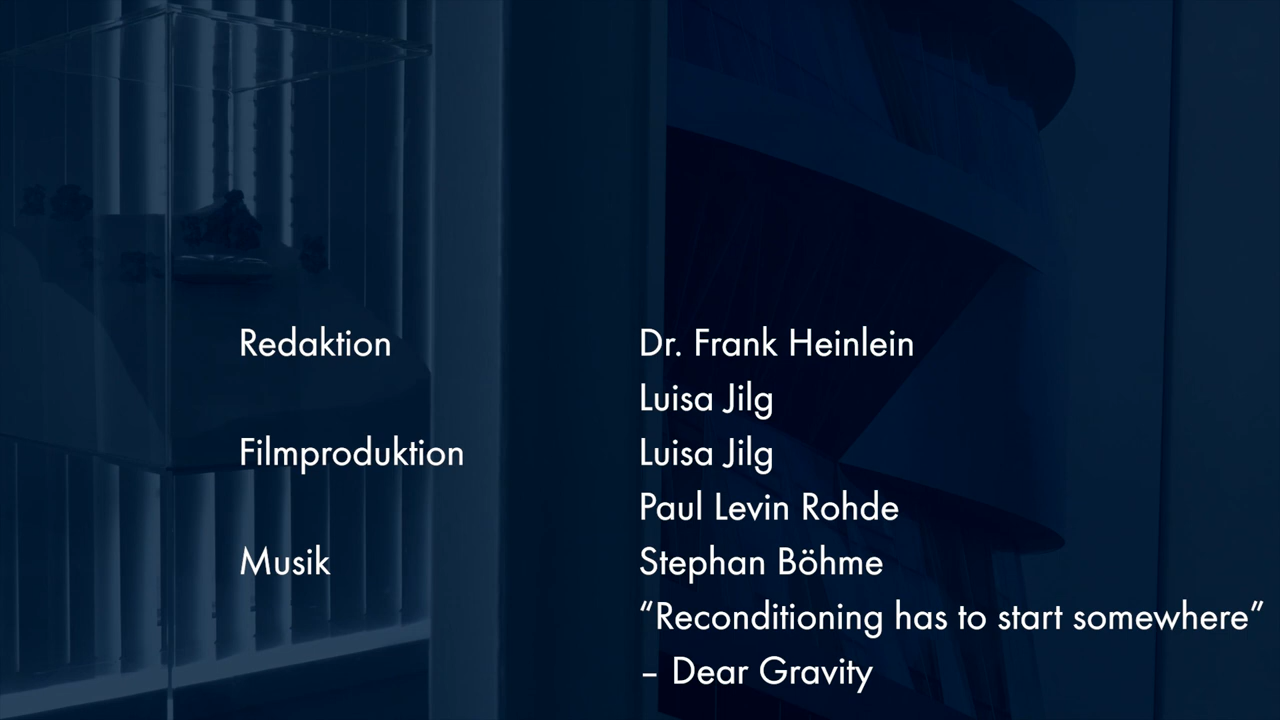 Redaktion Dr. Frank Heinlein
Luisa Jilg
Filmproduktion Luisa Jilg
Paul Levin Rohde
Musik Stephan Böhme
“Reconditioning has to start somewhere”
– Dear Gravity